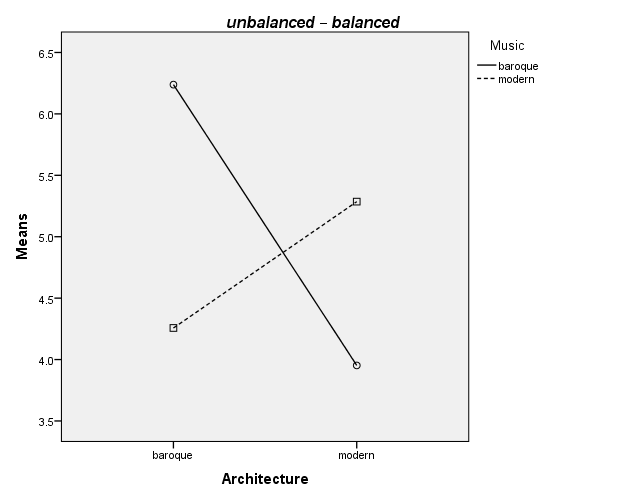 unbalanced – balanced
Music
baroque
modern
Means
6.5
6.0
5.5
5.0
4.5
4.0
3.5
baroque
modern
Architecture